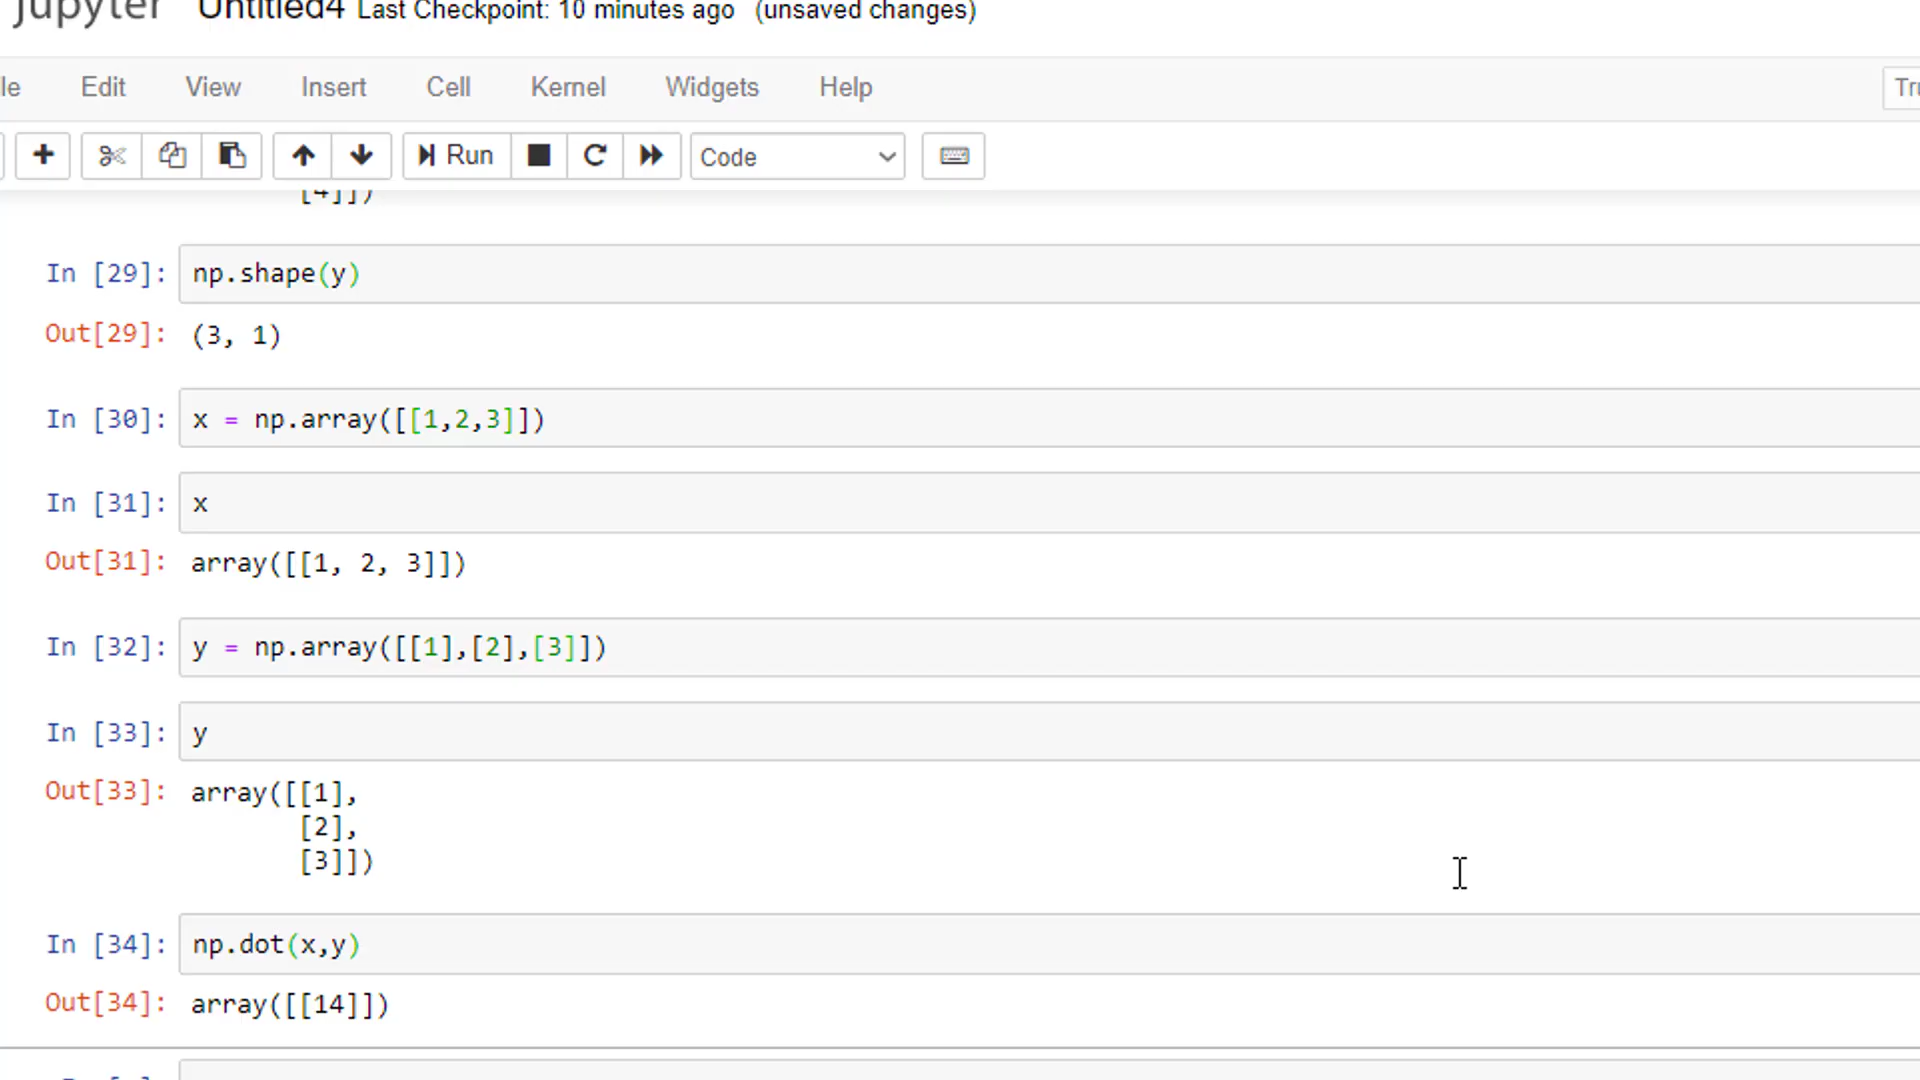 jupyter Untitled4 Last Checkpoint: 10 minutes ago (unsaved changes)
Edit View Insert Cell Kernel Widgets Help
Run Code
[4]])
In [29]: np.shape(y)
Out[29]: (3, 1)
In [30]: x = np.array([[1,2,3]])
In [31]: x
Out[31]: array([[1, 2, 3]])
In [32]: y = np.array([[1],[2],[3]])
In [33]: y
Out[33]: array([[1],
[2],
[3]])
In [34]: np.dot(x,y)
Out[34]: array([[14]])